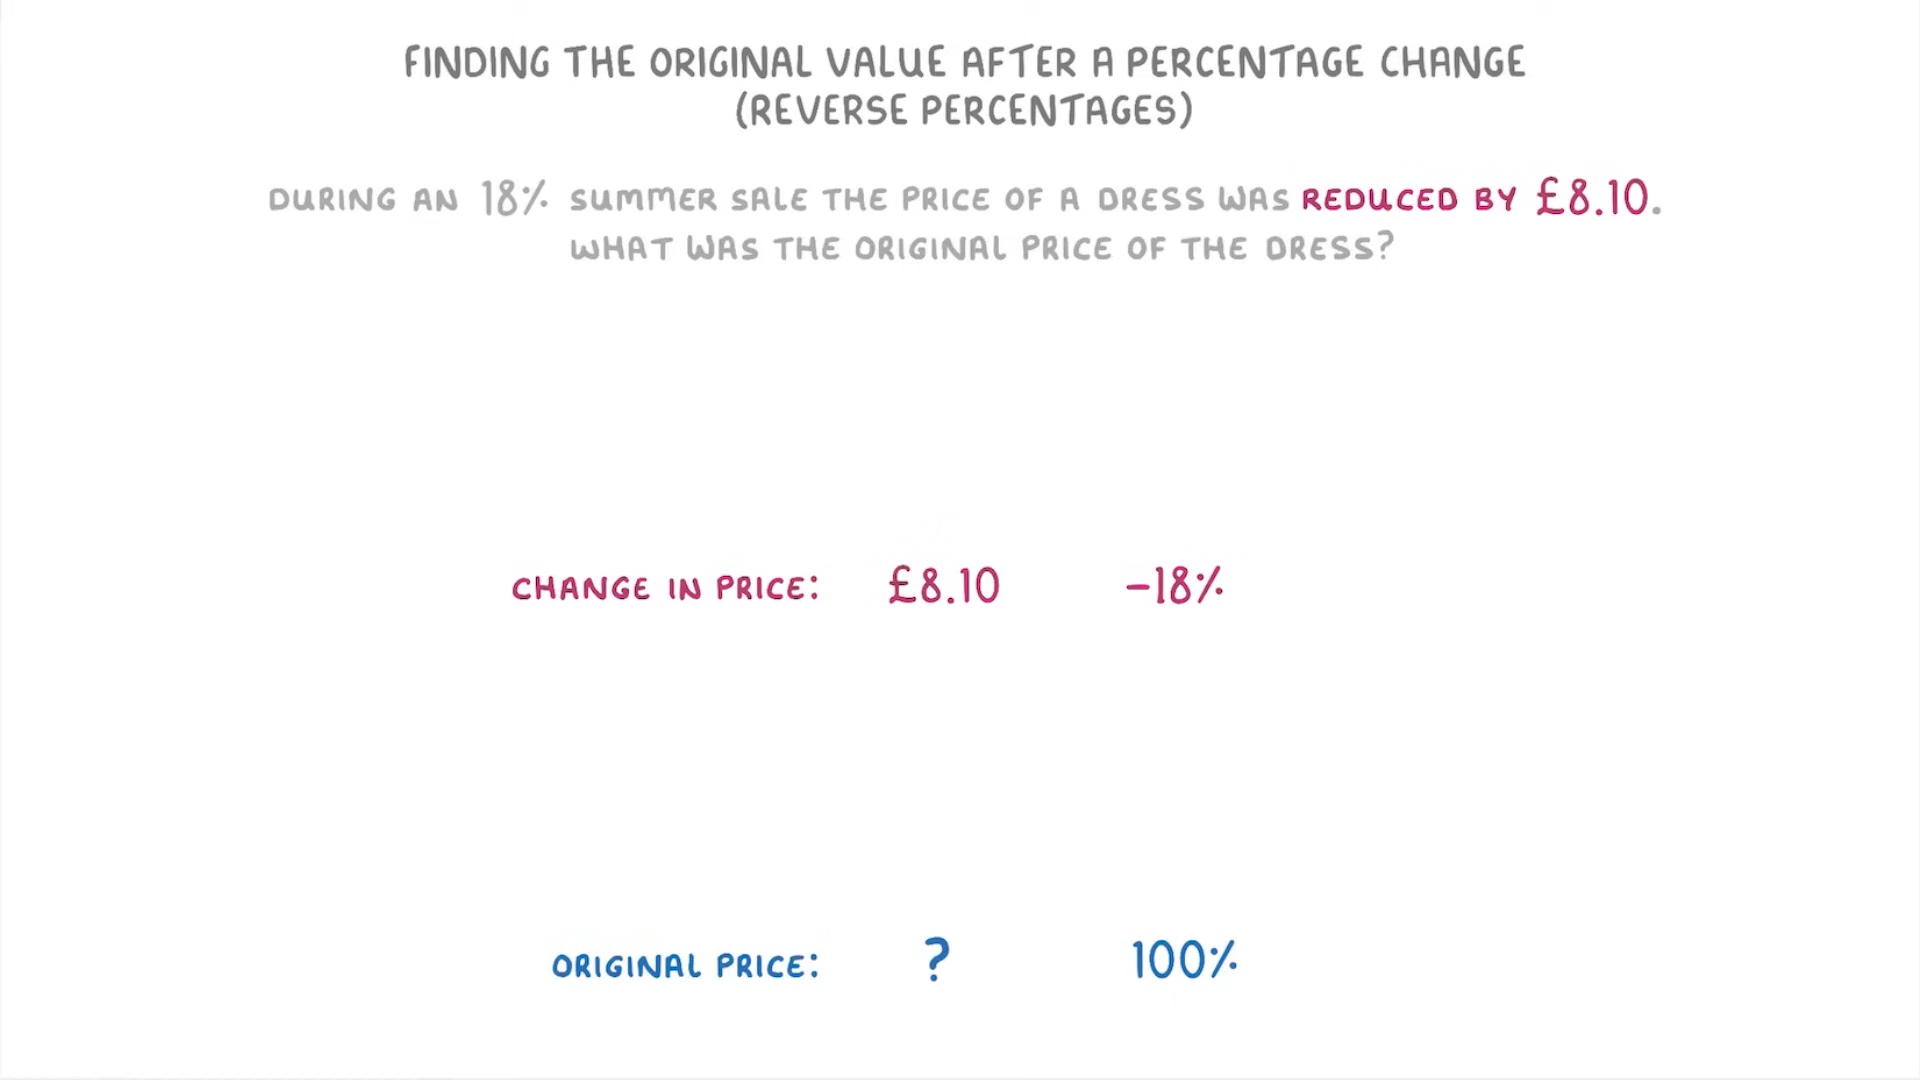 FINDING THE ORIGINAL VALUE AFTER A PERCENTAGE CHANGE
(REVERSE PERCENTAGES)
DURING AN 18% SUMMER SALE THE PRICE OF A DRESS WAS REDUCED BY £8.10.
WHAT WAS THE ORIGINAL PRICE OF THE DRESS?
CHANGE IN PRICE: £8.10 -18%
ORIGINAL PRICE: ? 100%